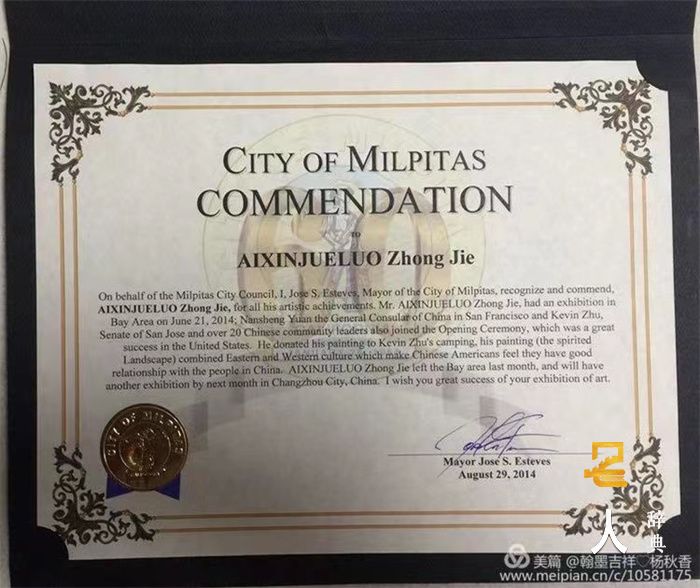 CITY OF MILPITAS
COMMENDATION
TO
AIXINJUELUO Zhong Jie
On behalf of the Milpitas City Council, I, Jose S. Esteves, Mayor of the City of Milpitas, recognize and commend,
AIXINJUELUO Zhong Jie, for all his artistic achievements. Mr. AIXINJUELUO Zhong Jie, had an exhibition in
Bay Area on June 21, 2014; Nansheng Yuan the General Consular of China in San Francisco and Kevin Zhu,
Senate of San Jose and over 20 Chinese community leaders also joined the Opening Ceremony, which was a great
success in the United States. He donated his painting to Kevin Zhu's camping, his painting (the spirited
Landscape) combined Eastern and Western culture which make Chinese Americans feel they have good
relationship with the people in China. AIXINJUELUO Zhong Jie left the Bay area last month, and will have
another exhibition by next month in Changzhou City, China. I wish you great success of your exhibition of art.
CITY OF MILPITAS
Mayor Jose S. Esteves
August 29, 2014
人
辞典
美篇 @翰墨吉祥♡杨秋香
www.meipian.cn/c/10581175